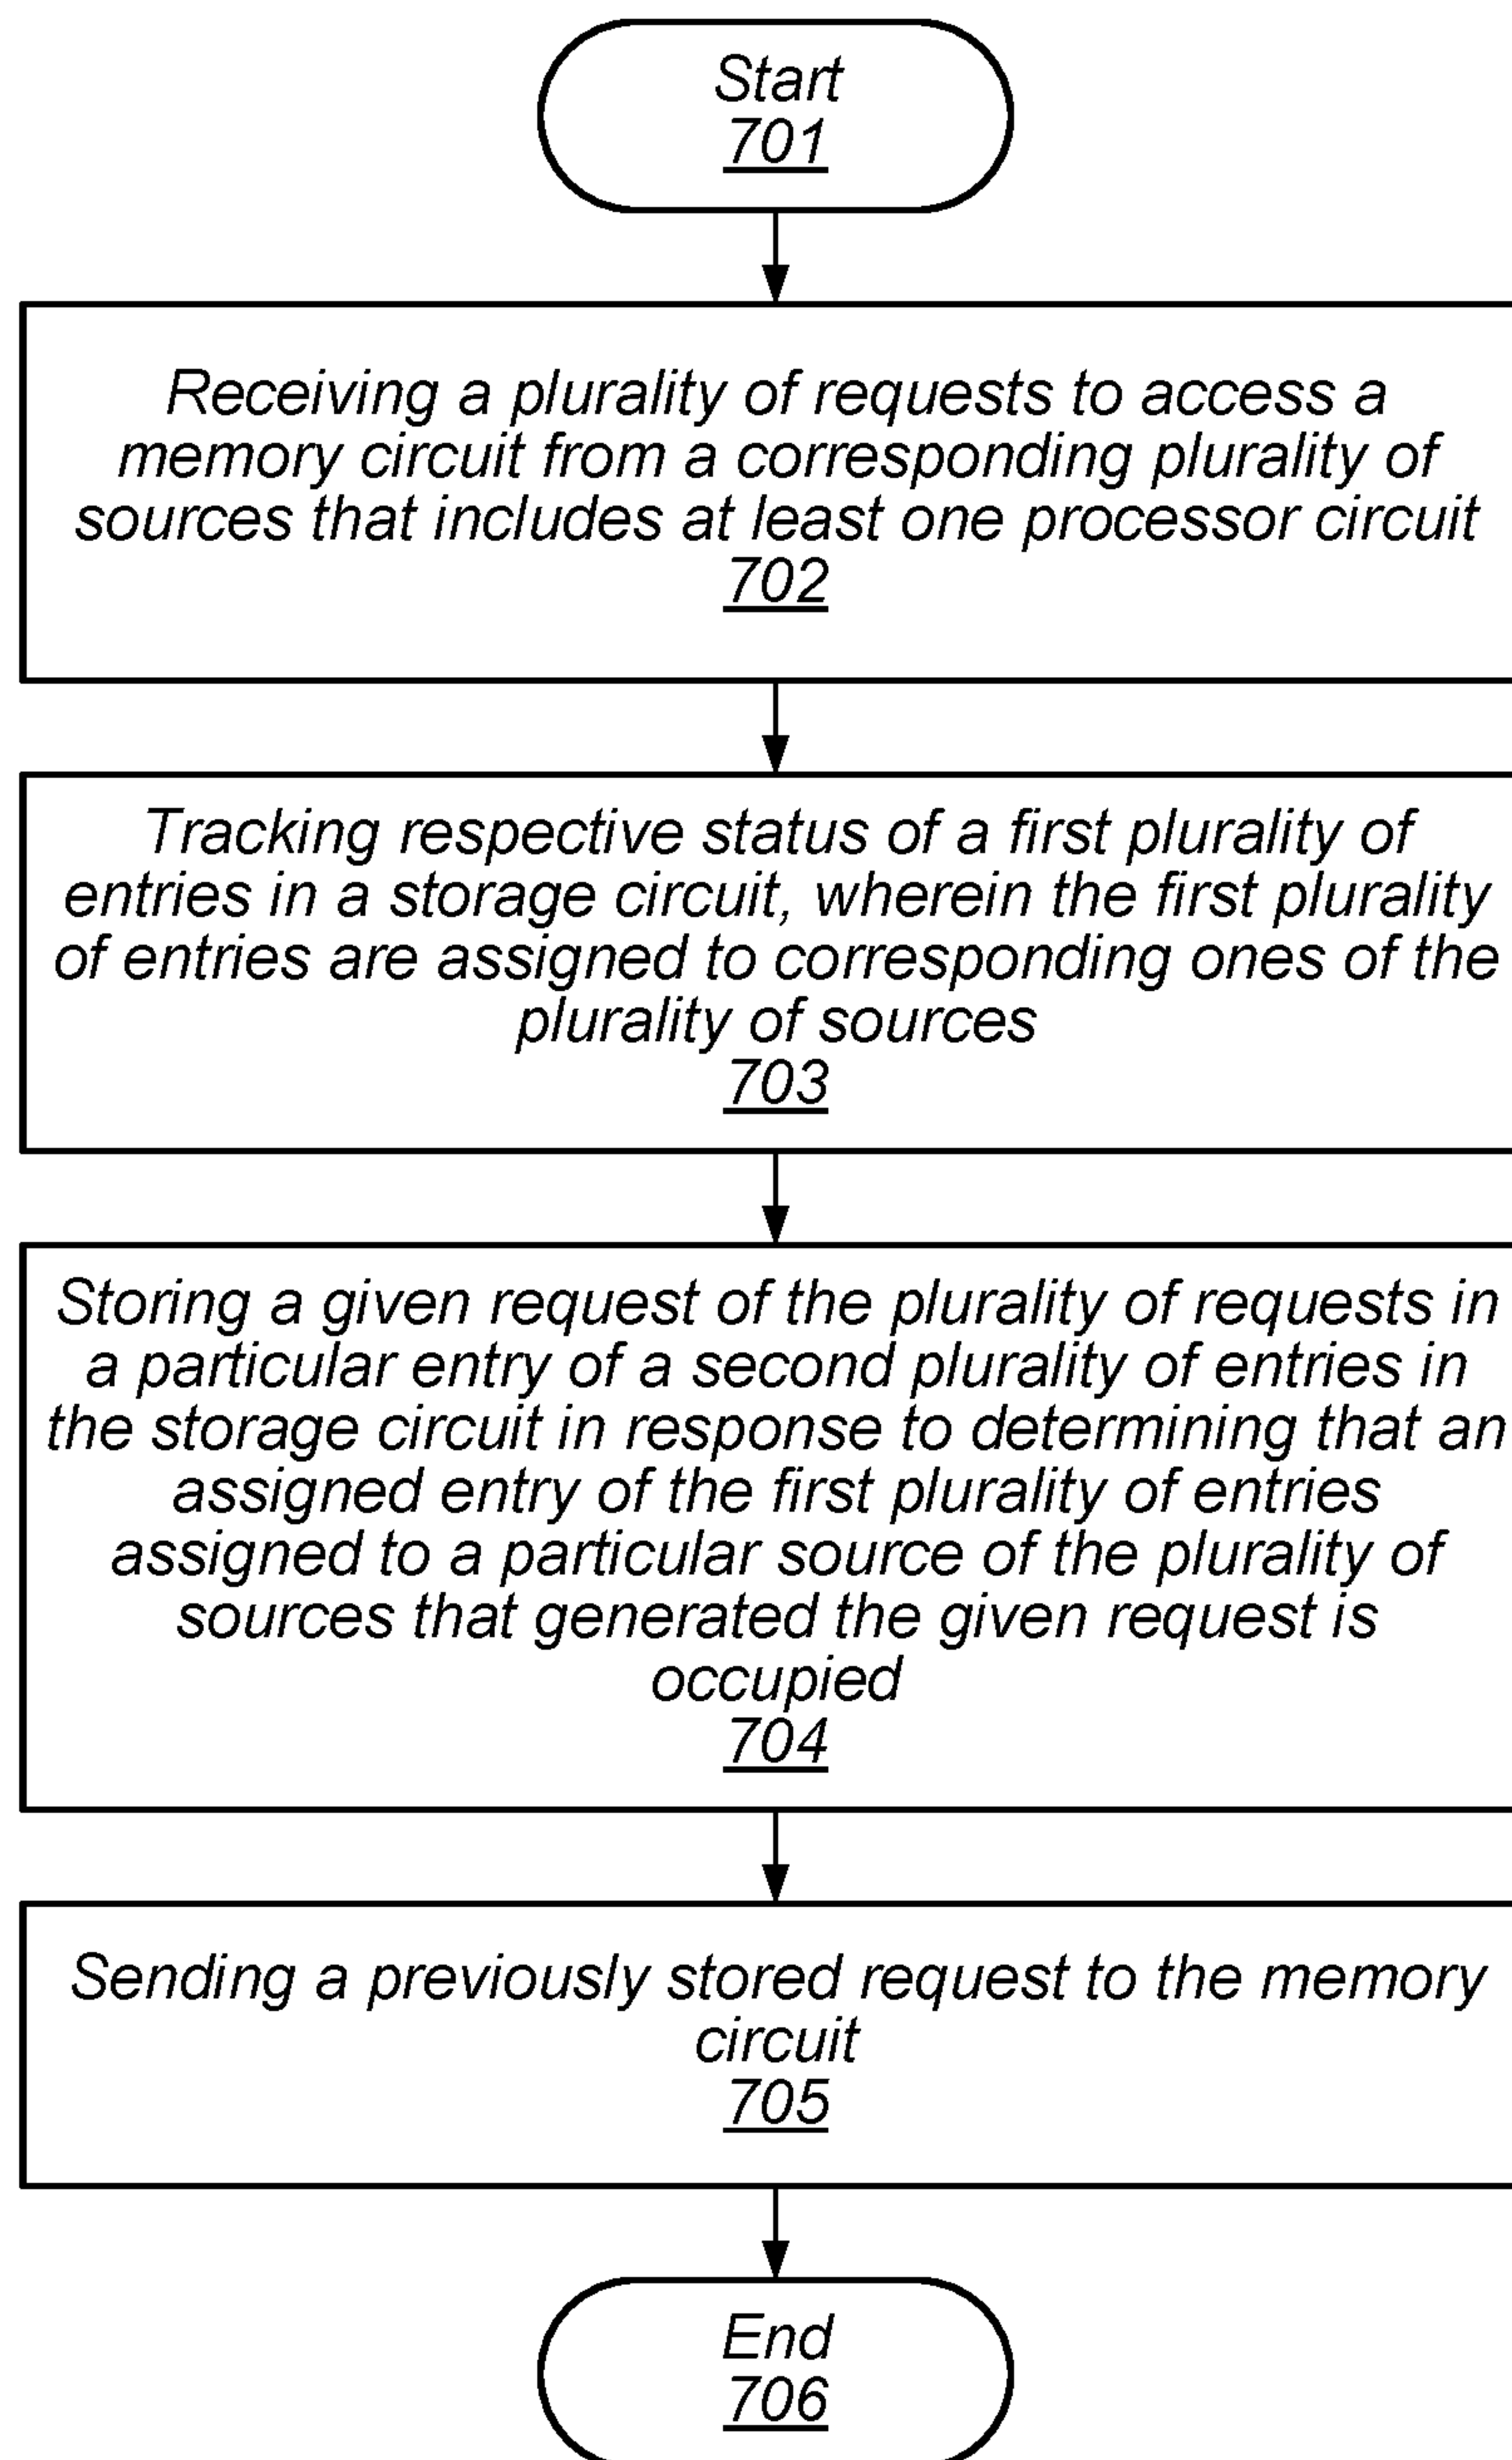 Start
701
Receiving a plurality of requests to access a
memory circuit from a corresponding plurality of
sources that includes at least one processor circuit
702
Tracking respective status of a first plurality of
entries in a storage circuit, wherein the first plurality
of entries are assigned to corresponding ones of the
plurality of sources
703
Storing a given request of the plurality of requests in
a particular entry of a second plurality of entries in
the storage circuit in response to determining that an
assigned entry of the first plurality of entries
assigned to a particular source of the plurality of
sources that generated the given request is
occupied
704
Sending a previously stored request to the memory
circuit
705
End
706